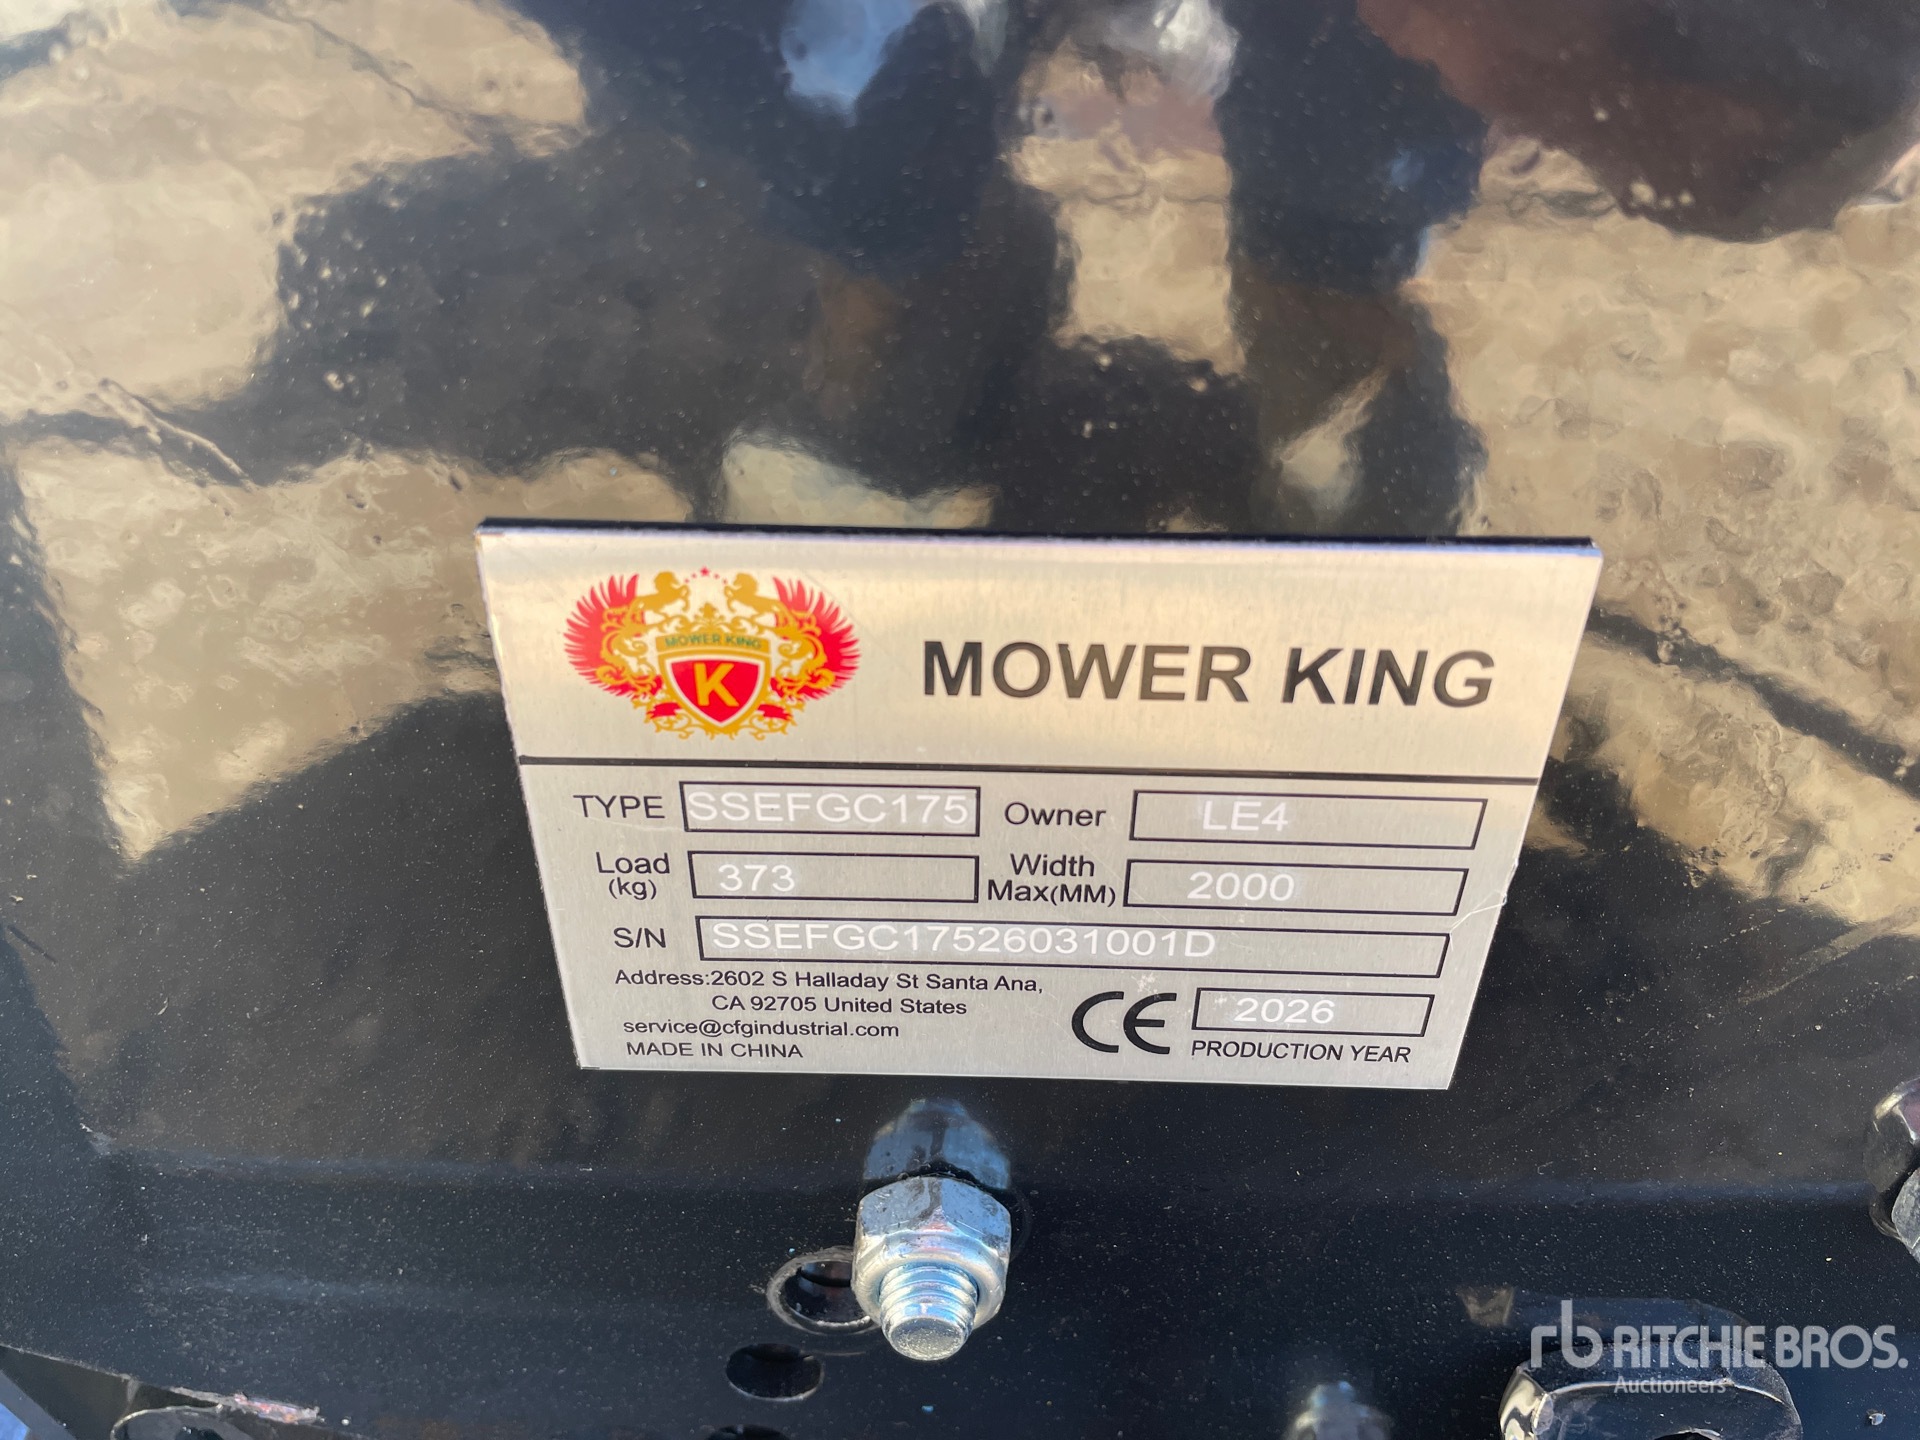 MOWER KING
K
MOWER KING
TYPE SSEFGC175 Owner LE4
Load (kg) 373 Width Max(MM) 2000
S/N SSEFGC17526031001D
Address:2602 S Halladay St Santa Ana,
CA 92705 United States
service@cfgindustrial.com
MADE IN CHINA
CE 2026
PRODUCTION YEAR
rb RITCHIE BROS.
Auctioneers